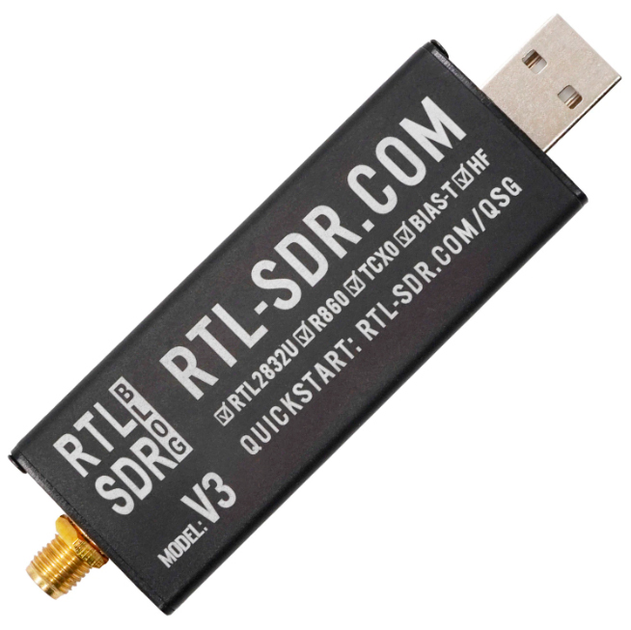 RTL-SDR.COM
☑RTL2832U ☑R860 ☑TCXO ☑BIAS-T ☑HF
QUICKSTART: RTL-SDR.COM/QSG
RTL
SDR
BLOG
MODEL: V3